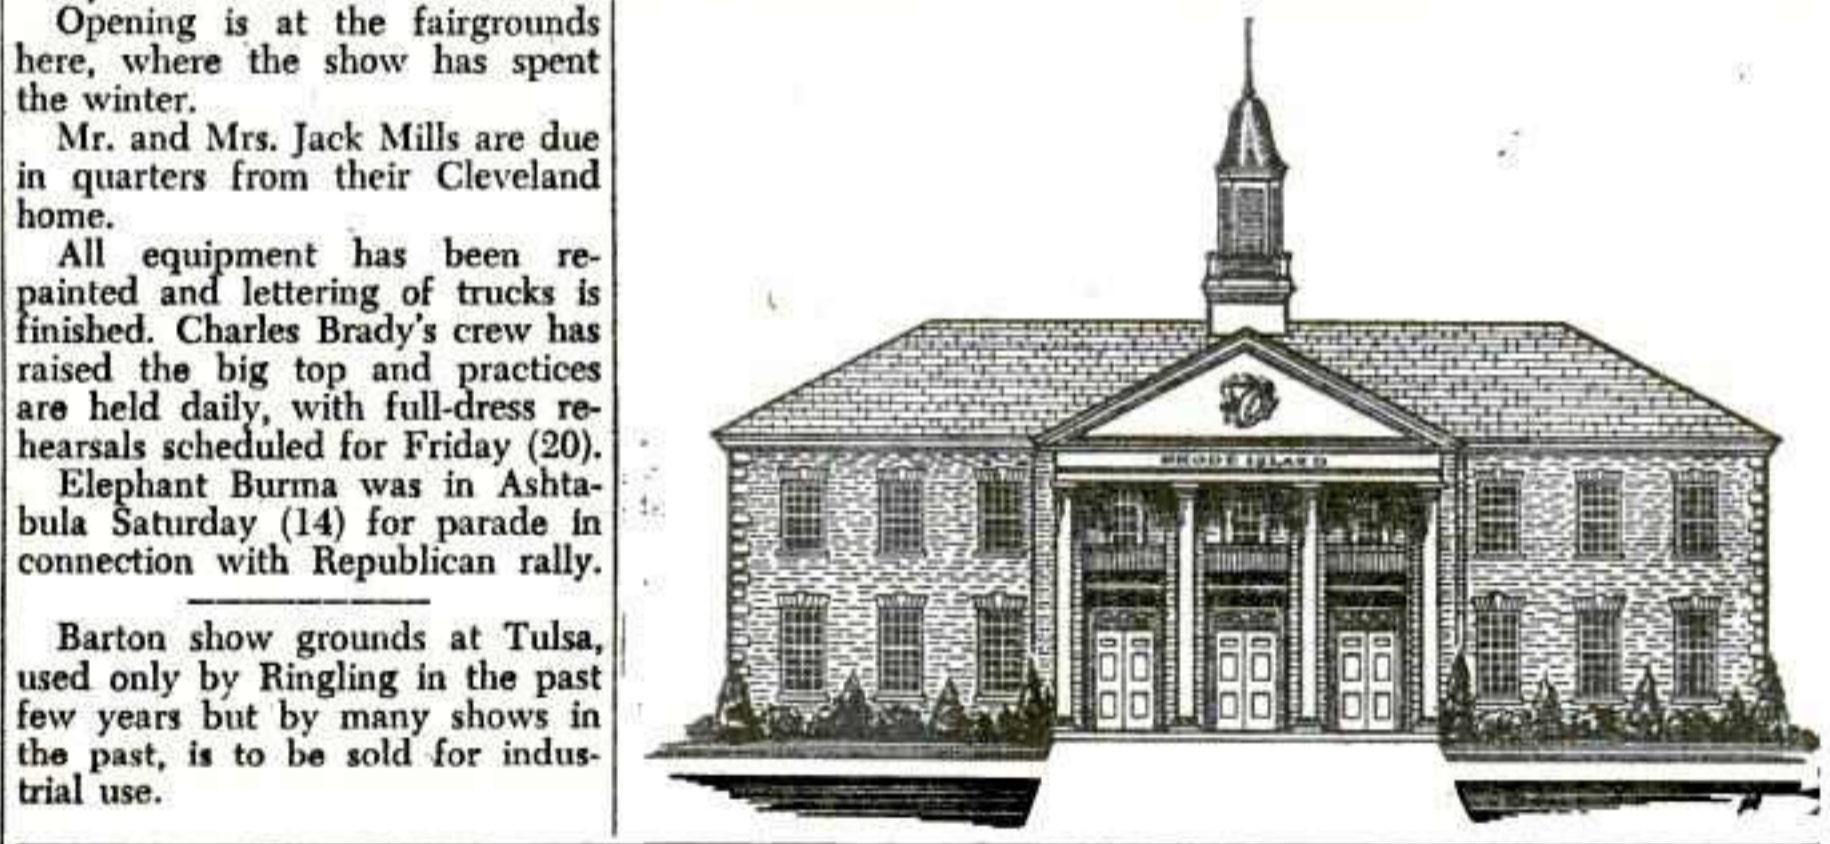 Opening is at the fairgrounds
here, where the show has spent
the winter.
Mr. and Mrs. Jack Mills are due
in quarters from their Cleveland
home.
All equipment has been re-
painted and lettering of trucks is
finished. Charles Brady's crew has
raised the big top and practices
are held daily, with full-dress re-
hearsals scheduled for Friday (20).
Elephant Burma was in Ashta-
bula Saturday (14) for parade in
connection with Republican rally.
Barton show grounds at Tulsa,
used only by Ringling in the past
few years but by many shows in
the past, is to be sold for indus-
trial use.
RHODE ISLAND